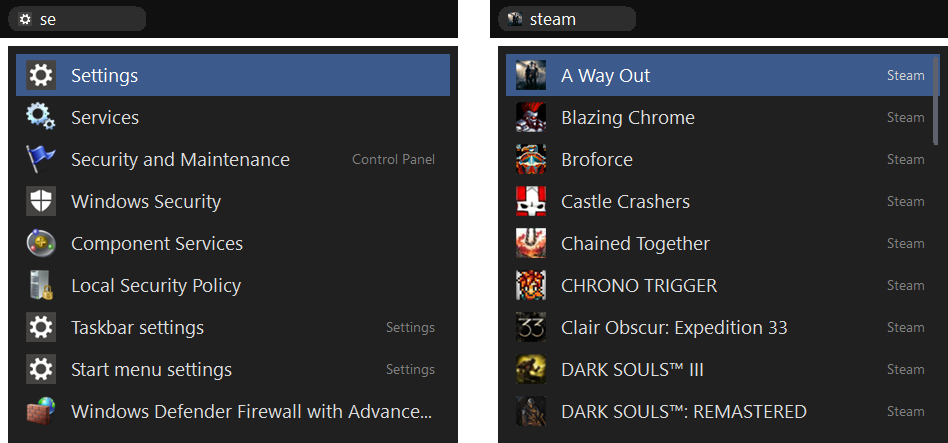 se
Settings
Services
Security and Maintenance Control Panel
Windows Security
Component Services
Local Security Policy
Taskbar settings Settings
Start menu settings Settings
Windows Defender Firewall with Advance...
steam
A Way Out Steam
Blazing Chrome Steam
Broforce Steam
Castle Crashers Steam
Chained Together Steam
CHRONO TRIGGER Steam
Clair Obscur: Expedition 33 Steam
DARK SOULS™ III Steam
DARK SOULS™: REMASTERED Steam